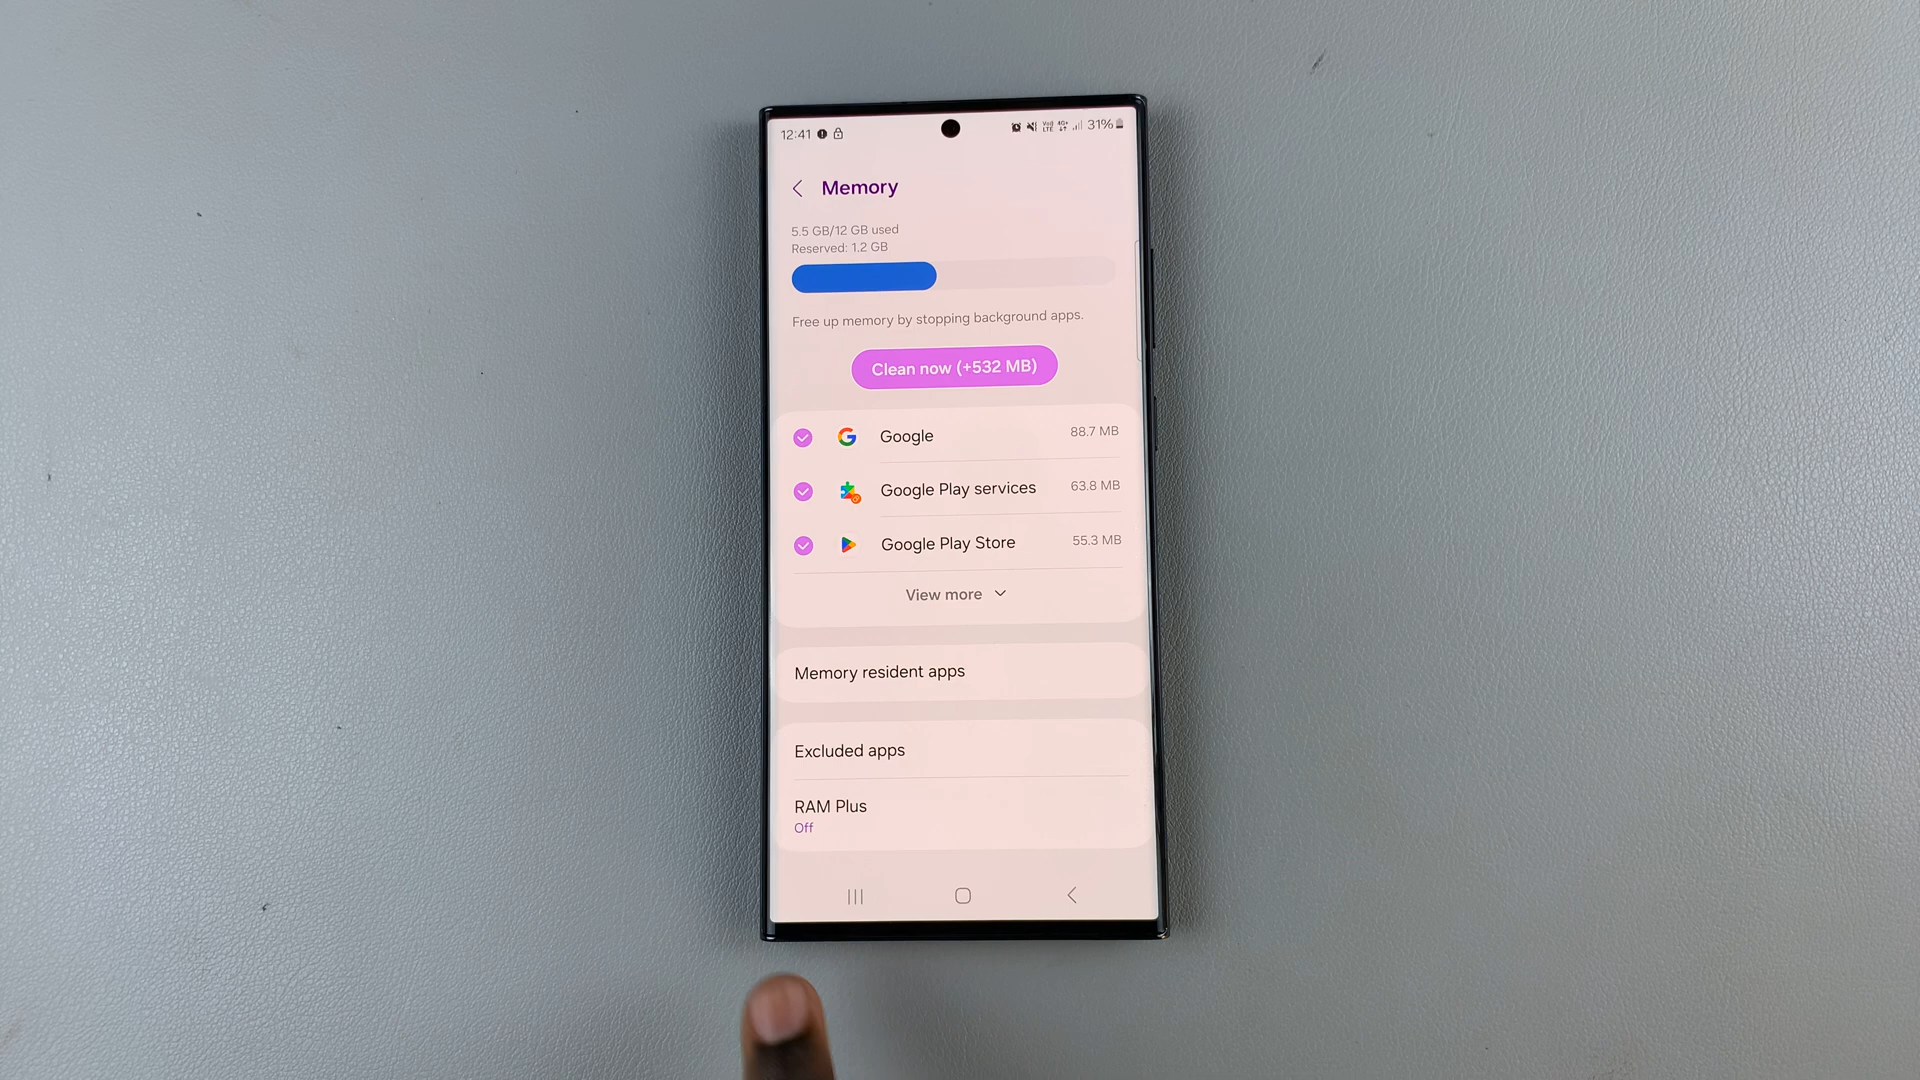 12:41 31%
Memory
5.5 GB/12 GB used
Reserved: 1.2 GB
Free up memory by stopping background apps.
Clean now (+532 MB)
Google 88.7 MB
Google Play services 63.8 MB
Google Play Store 55.3 MB
View more
Memory resident apps
Excluded apps
RAM Plus
Off